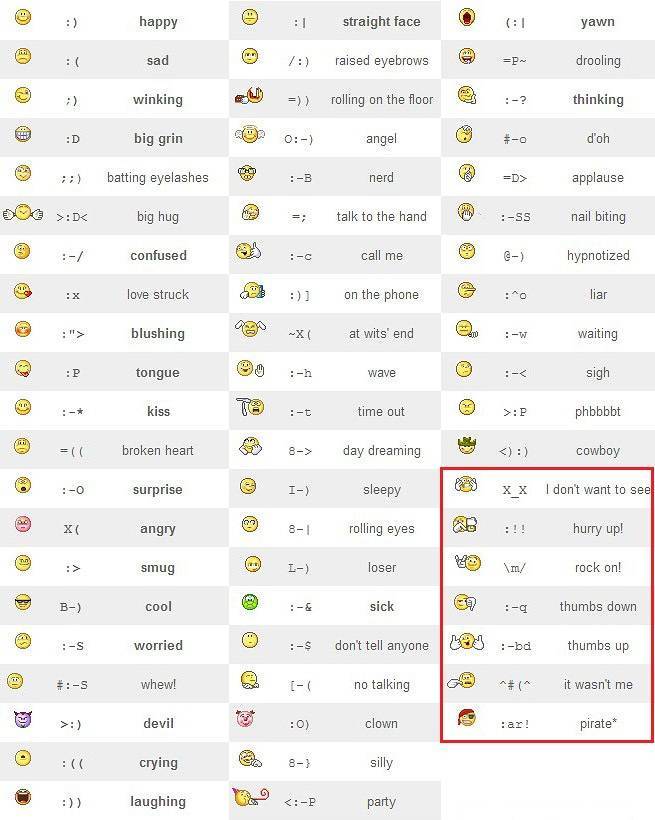 :) happy
:( sad
;) winking
:D big grin
;;) batting eyelashes
>:D< big hug
:-/ confused
:x love struck
:"> blushing
:P tongue
:-* kiss
=(( broken heart
:-O surprise
X( angry
:> smug
B-) cool
:-S worried
#:-S whew!
>:) devil
:(( crying
:)) laughing
:| straight face
/:) raised eyebrows
=)) rolling on the floor
O:-) angel
:-B nerd
=; talk to the hand
:-c call me
:)] on the phone
~X( at wits' end
:-h wave
:-t time out
8-> day dreaming
I-) sleepy
8-| rolling eyes
L-) loser
:-& sick
:-$ don't tell anyone
[-( no talking
:O) clown
8-} silly
<:-P party
(:| yawn
=P~ drooling
:-? thinking
#-o d'oh
=D> applause
:-SS nail biting
@-) hypnotized
:^o liar
:-w waiting
:-< sigh
>:P phbbbbt
<):) cowboy
X_X I don't want to see
:!! hurry up!
\m/ rock on!
:-q thumbs down
:-bd thumbs up
^#(^ it wasn't me
:ar! pirate*